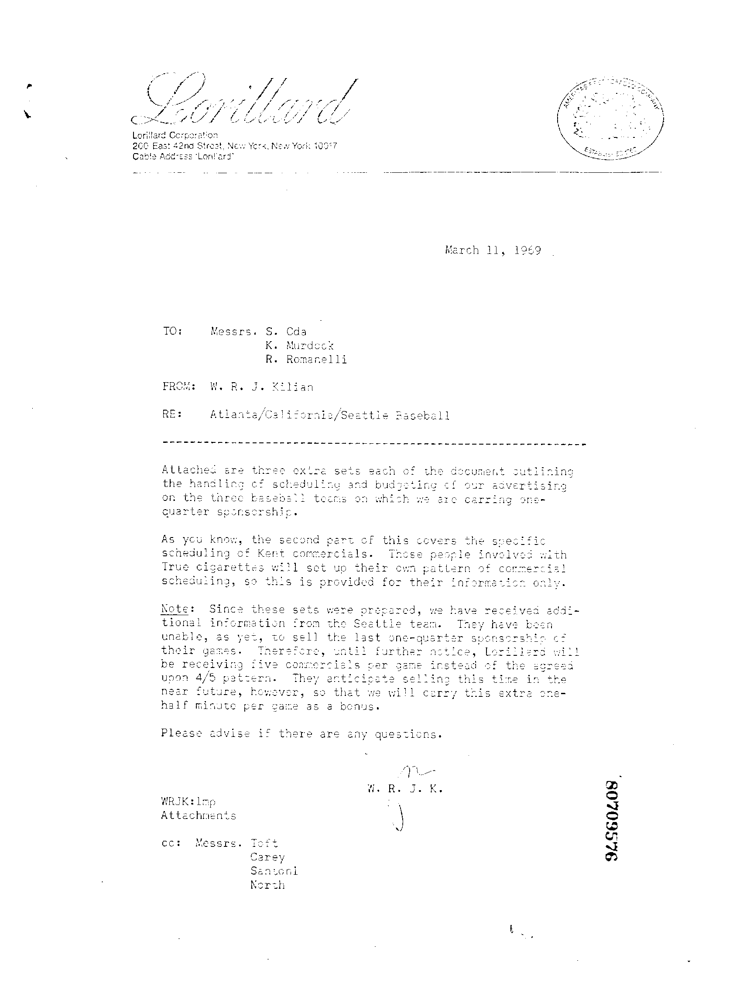 Lorillard
Lorillard Corporation
200 East 42nd Street, New York, New York 10017
Cable Address "Lorillard"
March 11, 1969
TO: Messrs. S. Oda
K. Murdock
R. Romanelli
FROM: W. R. J. Kilian
RE: Atlanta/California/Seattle Baseball
Attached are three extra sets each of the document outlining
the handling of scheduling and budgeting of our advertising
on the three baseball teams on which we are carring one-
quarter sponsorship.
As you know, the second part of this covers the specific
scheduling of Kent commercials. Those people involved with
True cigarettes will set up their own pattern of commercial
scheduling, so this is provided for their information only.
Note: Since these sets were prepared, we have received addi-
tional information from the Seattle team. They have been
unable, as yet, to sell the last one-quarter sponsorship of
their games. Therefore, until further notice, Lorillard will
be receiving five commercials per game instead of the agreed
upon 4/5 pattern. They anticipate selling this time in the
near future, however, so that we will carry this extra one-
half minute per game as a bonus.
Please advise if there are any questions.
W. R. J. K.
WRJK:lmp
Attachments
cc: Messrs. Toft
Carey
Santoni
North
80709576